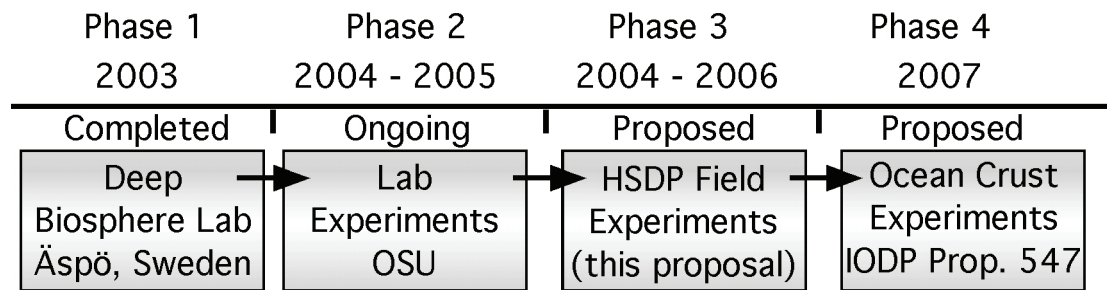 Phase 1
2003
Completed
Deep
Biosphere Lab
Äspö, Sweden
Phase 2
2004 - 2005
Ongoing
Lab
Experiments
OSU
Phase 3
2004 - 2006
Proposed
HSDP Field
Experiments
(this proposal)
Phase 4
2007
Proposed
Ocean Crust
Experiments
IODP Prop. 547